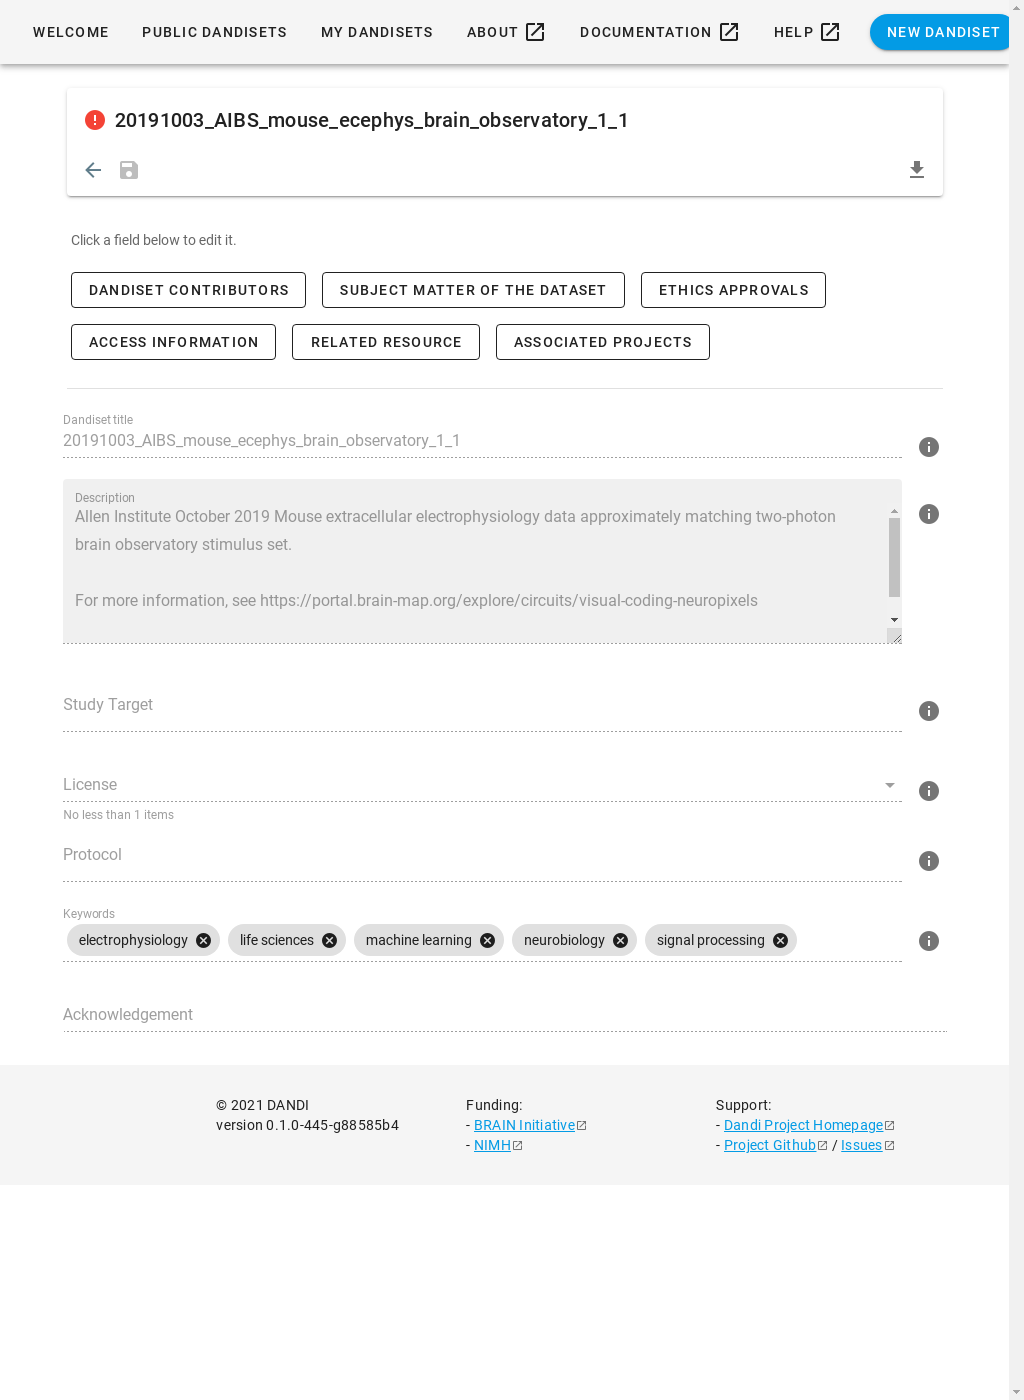 WELCOME PUBLIC DANDISETS MY DANDISETS ABOUT DOCUMENTATION HELP NEW DANDISET
20191003_AIBS_mouse_ecephys_brain_observatory_1_1
Click a field below to edit it.
DANDISET CONTRIBUTORS SUBJECT MATTER OF THE DATASET ETHICS APPROVALS
ACCESS INFORMATION RELATED RESOURCE ASSOCIATED PROJECTS
Dandiset title
20191003_AIBS_mouse_ecephys_brain_observatory_1_1
Description
Allen Institute October 2019 Mouse extracellular electrophysiology data approximately matching two-photon
brain observatory stimulus set.
For more information, see https://portal.brain-map.org/explore/circuits/visual-coding-neuropixels
Study Target
License
No less than 1 items
Protocol
Keywords
electrophysiology life sciences machine learning neurobiology signal processing
Acknowledgement
© 2021 DANDI
version 0.1.0-445-g88585b4
Funding:
- BRAIN Initiative
- NIMH
Support:
- Dandi Project Homepage
- Project Github / Issues